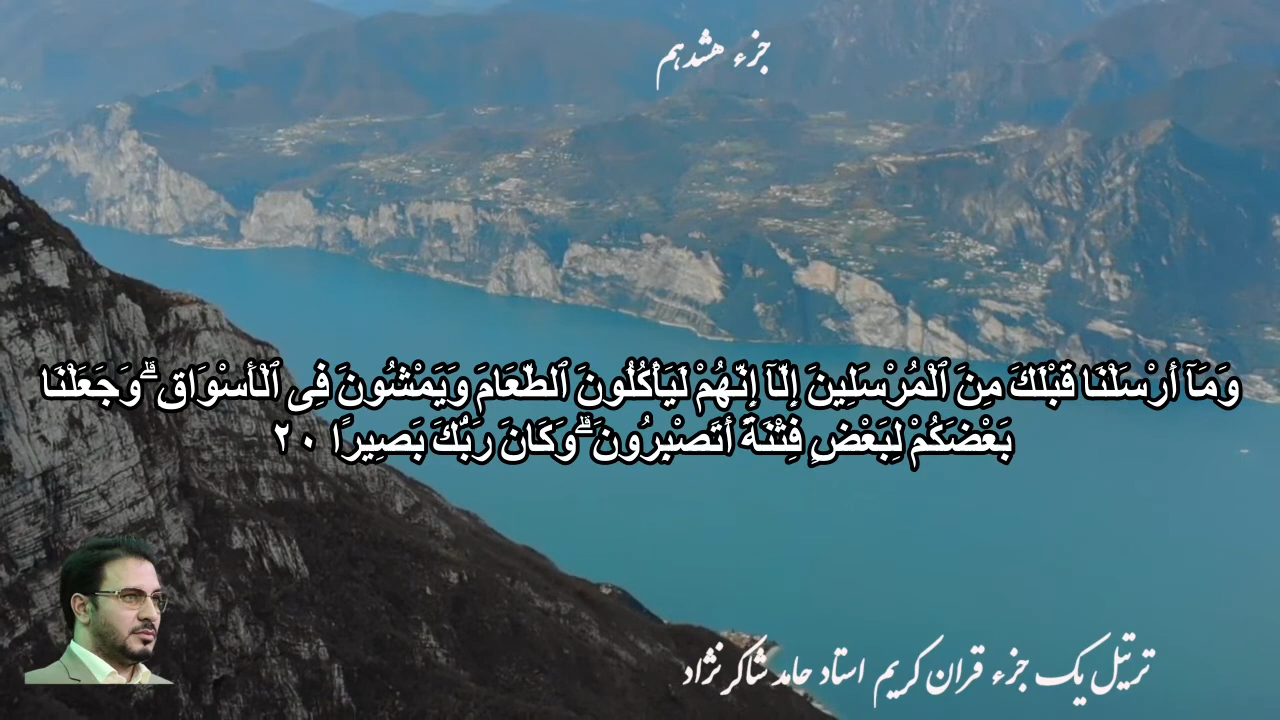 جزء هشدهم
وَمَآ أَرْسَلْنَا قَبْلَكَ مِنَ ٱلْمُرْسَلِينَ إِلَّآ إِنَّهُمْ لَيَأْكُلُونَ ٱلطَّعَامَ وَيَمْشُونَ فِى ٱلْأَسْوَاقِ ۗ وَجَعَلْنَا
بَعْضَكُمْ لِبَعْضٍ فِتْنَةً أَتَصْبِرُونَ ۗ وَكَانَ رَبُّكَ بَصِيرًا ٢٠
ترتیل یک جزء قران کریم استاد حامد شاکرنژاد